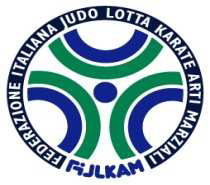 FEDERAZIONE ITALIANA JUDO LOTTA KARATE ARTI MARZIALI
FIJLKAM